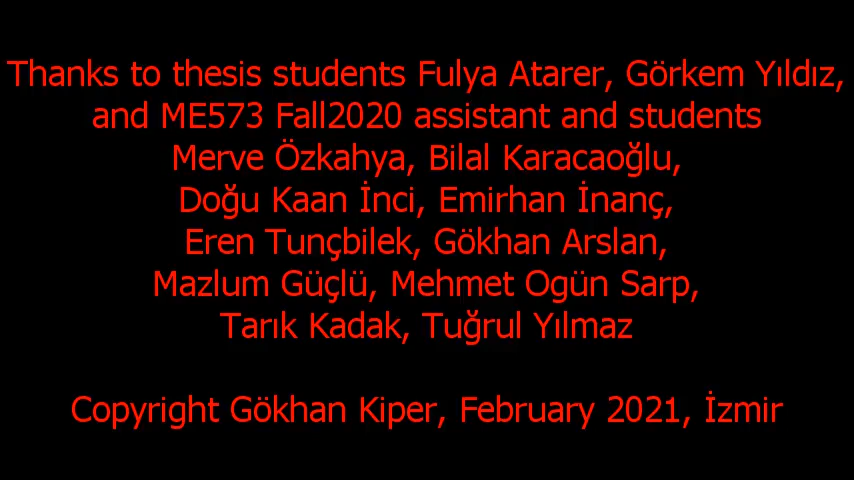 Thanks to thesis students Fulya Atarer, Görkem Yıldız,
and ME573 Fall2020 assistant and students
Merve Özkahya, Bilal Karacaoğlu,
Doğu Kaan İnci, Emirhan İnanç,
Eren Tunçbilek, Gökhan Arslan,
Mazlum Güçlü, Mehmet Ogün Sarp,
Tarık Kadak, Tuğrul Yılmaz
Copyright Gökhan Kiper, February 2021, İzmir